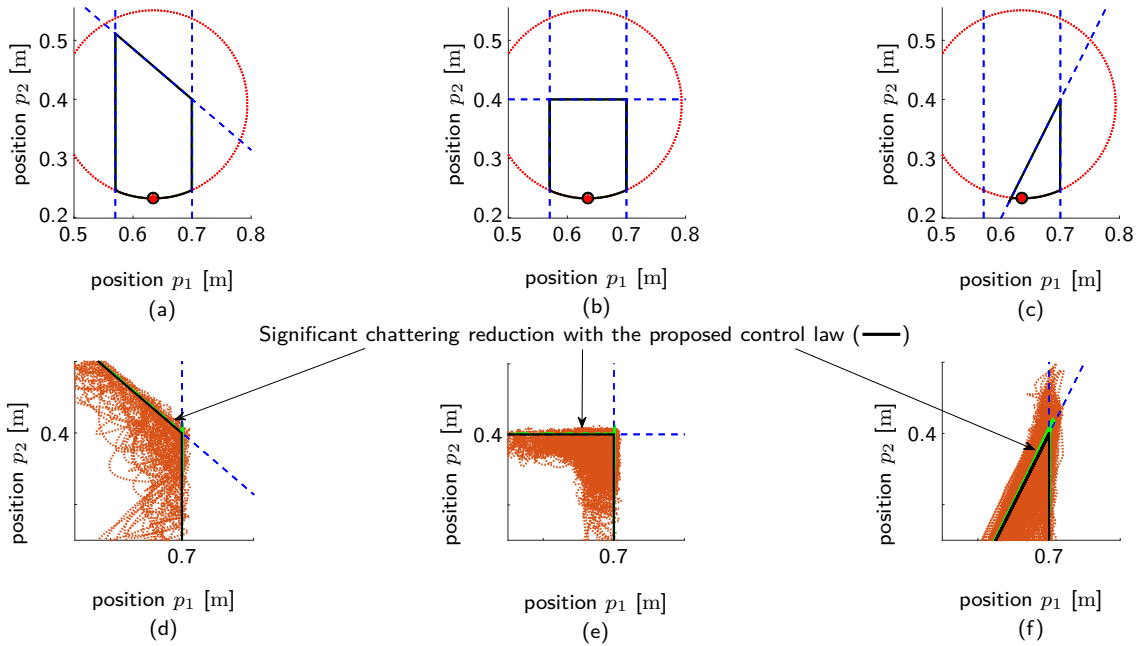 0.5
0.4
0.3
0.2
position p₂ [m]
0.5 0.6 0.7 0.8
position p₁ [m]
(a)
0.5
0.4
0.3
0.2
position p₂ [m]
0.5 0.6 0.7 0.8
position p₁ [m]
(b)
0.5
0.4
0.3
0.2
position p₂ [m]
0.5 0.6 0.7 0.8
position p₁ [m]
(c)
Significant chattering reduction with the proposed control law (—)
0.4
position p₂ [m]
0.7
position p₁ [m]
(d)
0.4
position p₂ [m]
0.7
position p₁ [m]
(e)
0.4
position p₂ [m]
0.7
position p₁ [m]
(f)